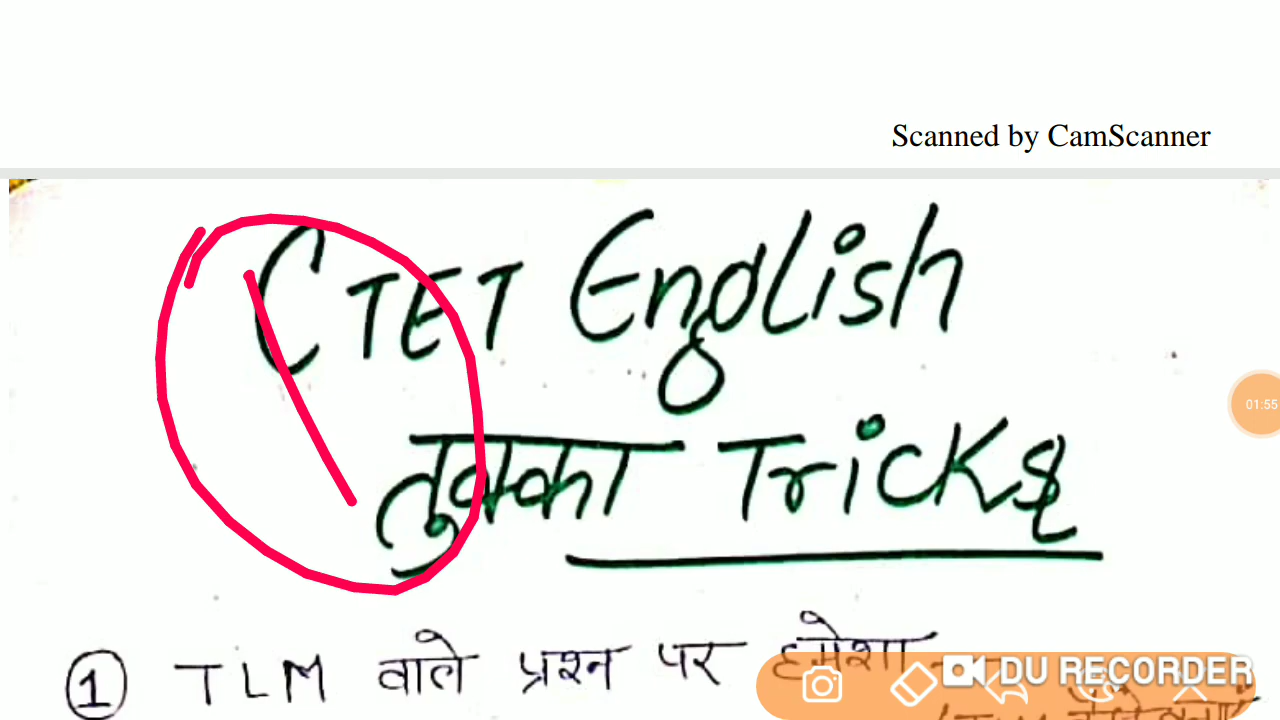 Scanned by CamScanner
CTET English
तुक्का Tricks
01:55
① TLM वाले प्रश्न पर हमेशा
DU RECORDER